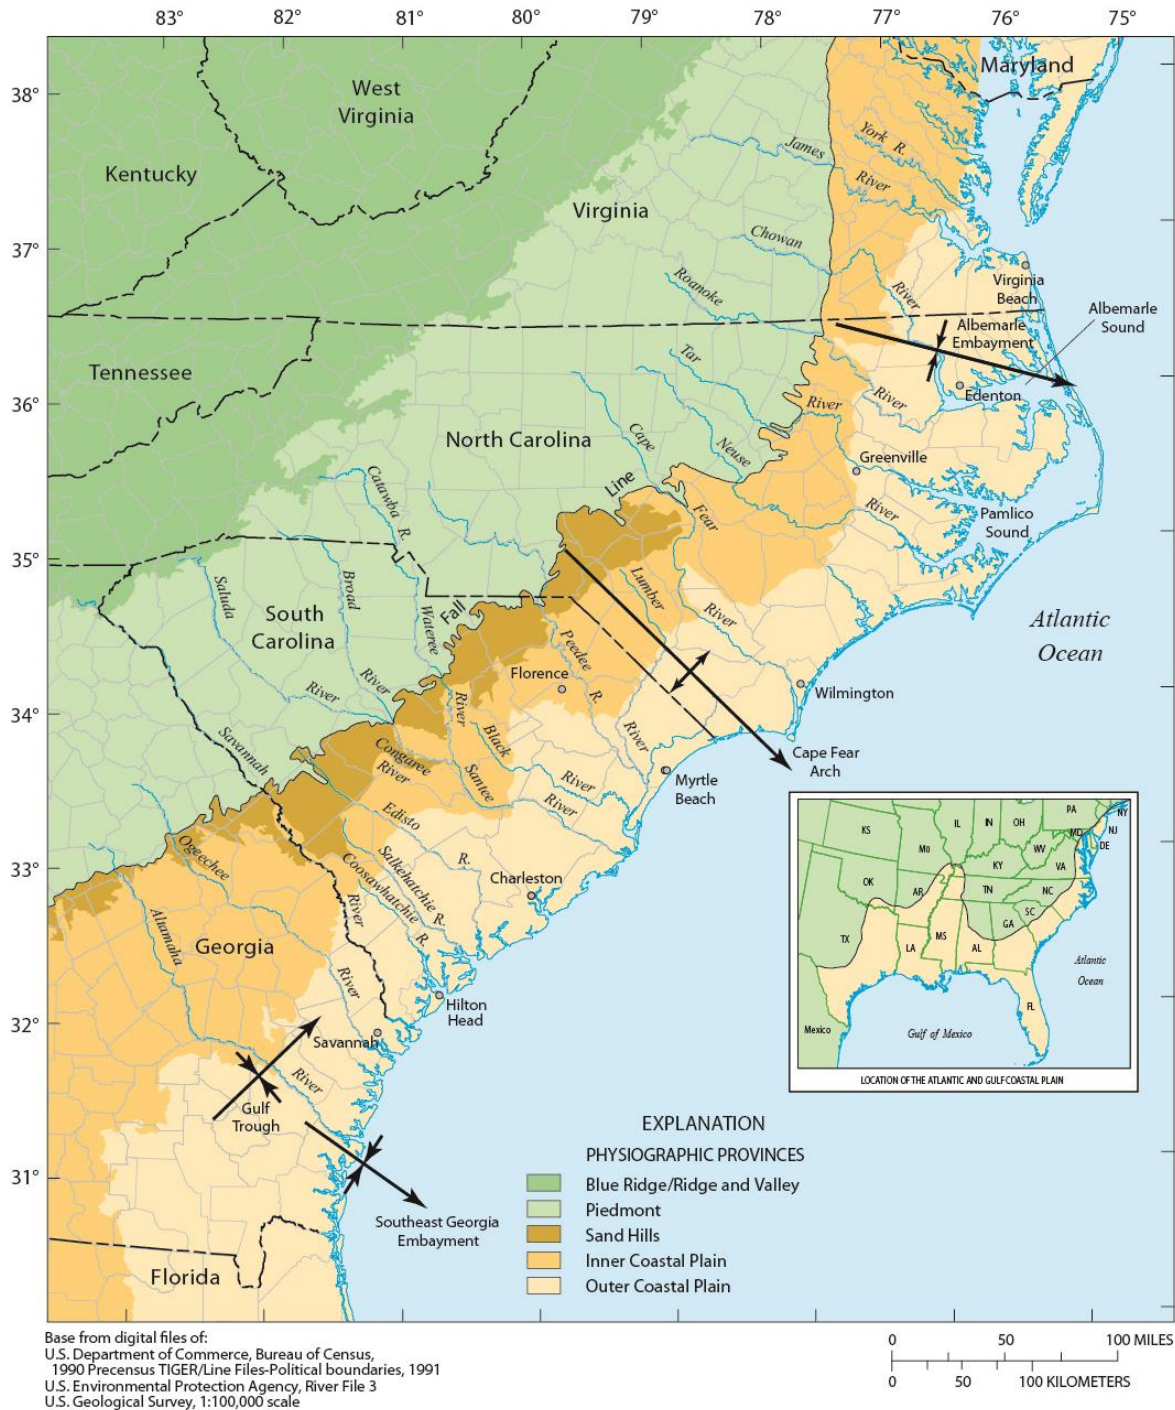 83° 82° 81° 80° 79° 78° 77° 76° 75°
38°
37°
36°
35°
34°
33°
32°
31°
Maryland
West
Virginia
Kentucky
York R.
James
River
Virginia
Chowan
Roanoke
River
Virginia
Beach
Albemarle
Sound
Albemarle
Embayment
Tennessee
Tar
River
River
Edenton
North Carolina
Cape
Neuse
Greenville
Catawba R.
Line
Fear
River
Pamlico
Sound
Saluda
Broad
Wateree
Fall
Lumber
River
South
Carolina
Peedee
R.
Atlantic
Ocean
Florence
River
River
River
Wilmington
Savannah
Black
River
Congaree
River
Santee
River
River
Myrtle
Beach
Cape Fear
Arch
Edisto
R.
Ogeechee
Salkehatchie R.
Coosawhatchie R.
Charleston
River
Altamaha
Georgia
River
Hilton
Head
Savannah
River
Gulf
Trough
Southeast Georgia
Embayment
Florida
PA
NY
IL
IN
OH
NJ
KS
MD
DE
MO
WV
KY
VA
OK
AR
TN
NC
SC
GA
TX
LA
MS
AL
Atlantic
Ocean
FL
Mexico
Gulf of Mexico
LOCATION OF THE ATLANTIC AND GULF COASTAL PLAIN
EXPLANATION
PHYSIOGRAPHIC PROVINCES
Blue Ridge/Ridge and Valley
Piedmont
Sand Hills
Inner Coastal Plain
Outer Coastal Plain
Base from digital files of:
U.S. Department of Commerce, Bureau of Census,
1990 Precensus TIGER/Line Files-Political boundaries, 1991
U.S. Environmental Protection Agency, River File 3
U.S. Geological Survey, 1:100,000 scale
0 50 100 MILES
0 50 100 KILOMETERS